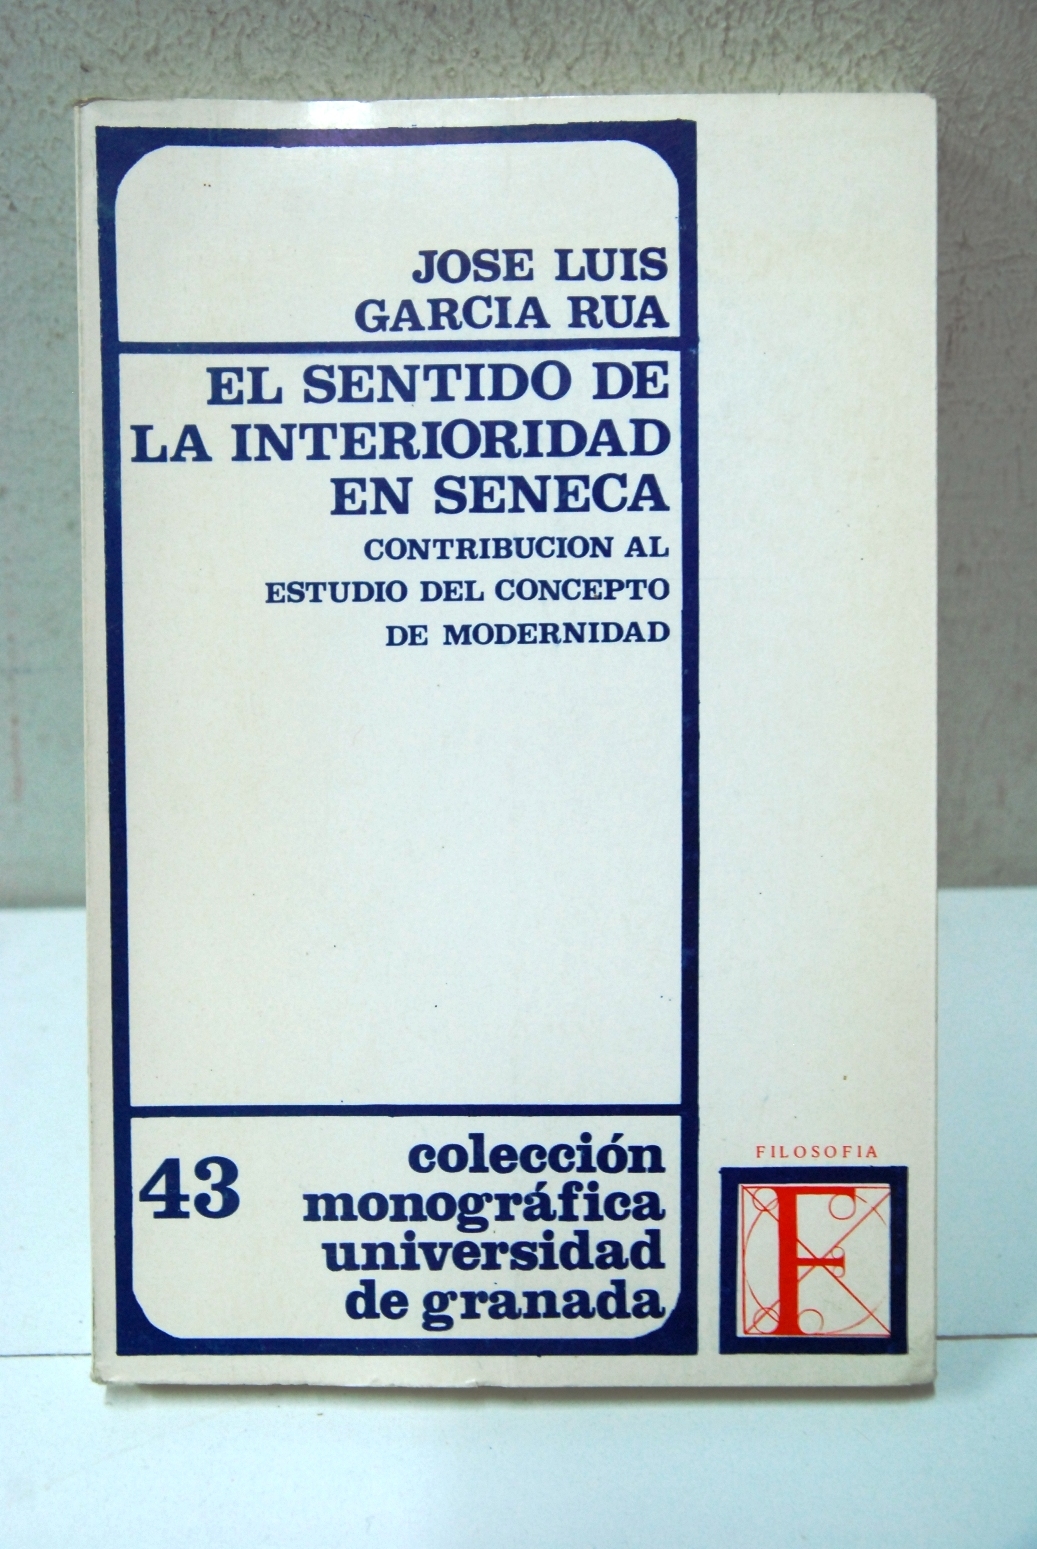 JOSE LUIS
GARCIA RUA
EL SENTIDO DE
LA INTERIORIDAD
EN SENECA
CONTRIBUCION AL
ESTUDIO DEL CONCEPTO
DE MODERNIDAD
43
colección
monográfica
universidad
de granada
FILOSOFIA
F